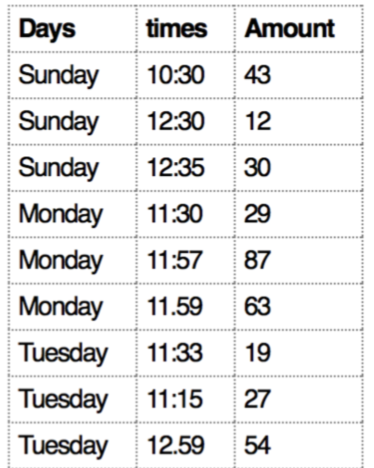 Days times Amount
Sunday 10:30 43
Sunday 12:30 12
Sunday 12:35 30
Monday 11:30 29
Monday 11:57 87
Monday 11.59 63
Tuesday 11:33 19
Tuesday 11:15 27
Tuesday 12.59 54